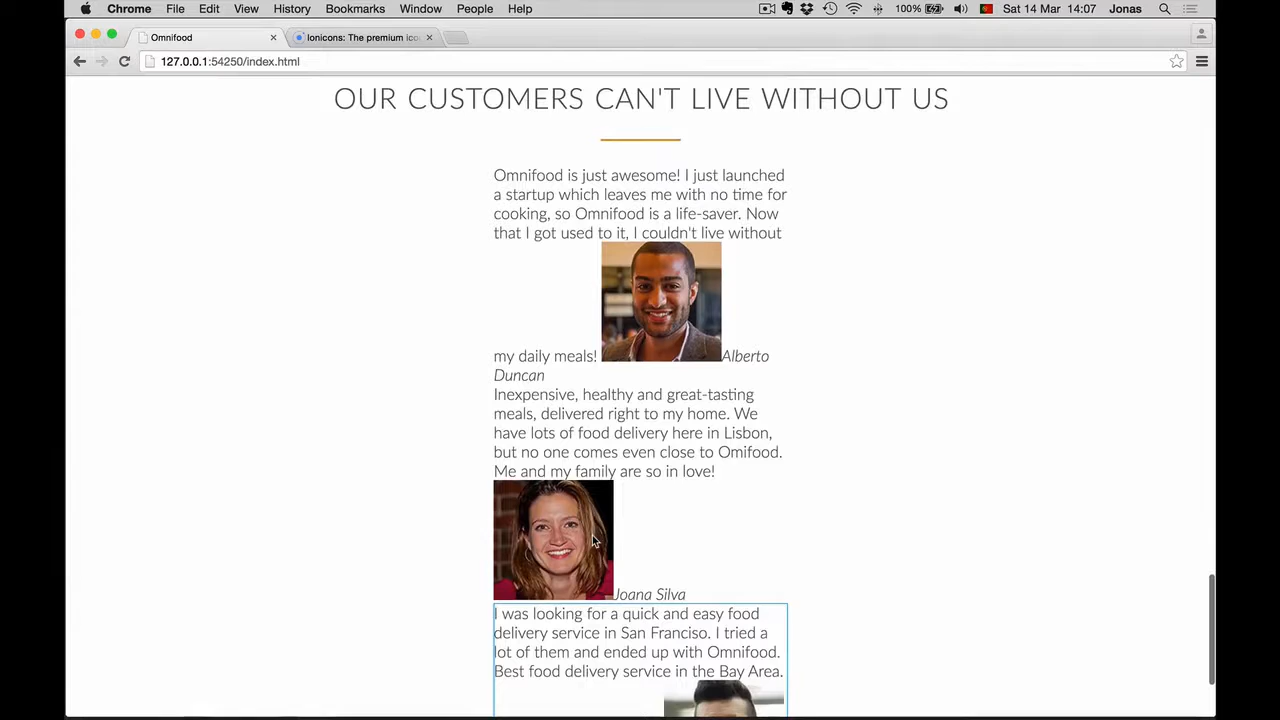 Chrome File Edit View History Bookmarks Window People Help 100% Sat 14 Mar 14:07 Jonas
Omnifood Ionicons: The premium ico
127.0.0.1:54250/index.html
OUR CUSTOMERS CAN'T LIVE WITHOUT US
Omnifood is just awesome! I just launched
a startup which leaves me with no time for
cooking, so Omnifood is a life-saver. Now
that I got used to it, I couldn't live without
my daily meals! Alberto
Duncan
Inexpensive, healthy and great-tasting
meals, delivered right to my home. We
have lots of food delivery here in Lisbon,
but no one comes even close to Omifood.
Me and my family are so in love!
Joana Silva
I was looking for a quick and easy food
delivery service in San Franciso. I tried a
lot of them and ended up with Omnifood.
Best food delivery service in the Bay Area.